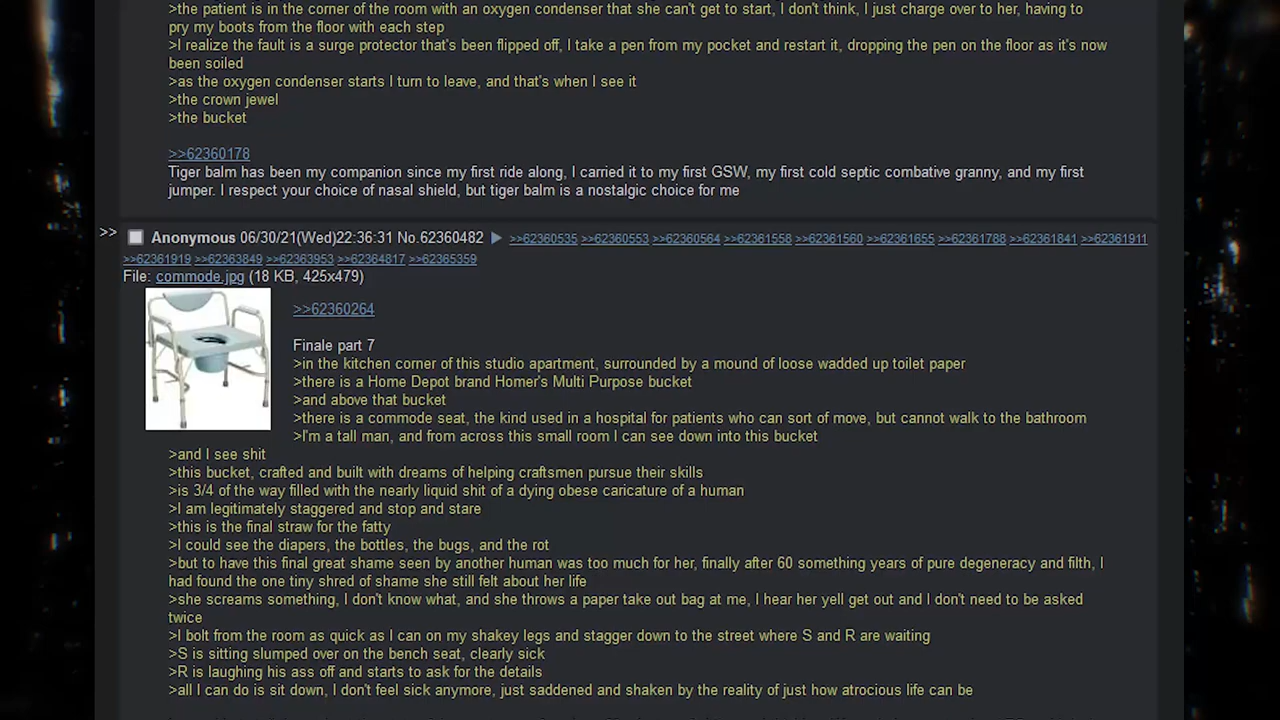 >the patient is in the corner of the room with an oxygen condenser that she can't get to start, I don't think, I just charge over to her, having to
pry my boots from the floor with each step
>I realize the fault is a surge protector that's been flipped off, I take a pen from my pocket and restart it, dropping the pen on the floor as it's now
been soiled
>as the oxygen condenser starts I turn to leave, and that's when I see it
>the crown jewel
>the bucket
>>62360178
Tiger balm has been my companion since my first ride along, I carried it to my first GSW, my first cold septic combative granny, and my first
jumper. I respect your choice of nasal shield, but tiger balm is a nostalgic choice for me
>> Anonymous 06/30/21(Wed)22:36:31 No.62360482 ▶ >>62360535 >>62360553 >>62360564 >>62361558 >>62361560 >>62361655 >>62361788 >>62361841 >>62361911
>>62361919 >>62363849 >>62363953 >>62364817 >>62365359
File: commode.jpg (18 KB, 425x479)
>>62360264
Finale part 7
>in the kitchen corner of this studio apartment, surrounded by a mound of loose wadded up toilet paper
>there is a Home Depot brand Homer's Multi Purpose bucket
>and above that bucket
>there is a commode seat, the kind used in a hospital for patients who can sort of move, but cannot walk to the bathroom
>I'm a tall man, and from across this small room I can see down into this bucket
>and I see shit
>this bucket, crafted and built with dreams of helping craftsmen pursue their skills
>is 3/4 of the way filled with the nearly liquid shit of a dying obese caricature of a human
>I am legitimately staggered and stop and stare
>this is the final straw for the fatty
>I could see the diapers, the bottles, the bugs, and the rot
>but to have this final great shame seen by another human was too much for her, finally after 60 something years of pure degeneracy and filth, I
had found the one tiny shred of shame she still felt about her life
>she screams something, I don't know what, and she throws a paper take out bag at me, I hear her yell get out and I don't need to be asked
twice
>I bolt from the room as quick as I can on my shakey legs and stagger down to the street where S and R are waiting
>S is sitting slumped over on the bench seat, clearly sick
>R is laughing his ass off and starts to ask for the details
>all I can do is sit down, I don't feel sick anymore, just saddened and shaken by the reality of just how atrocious life can be